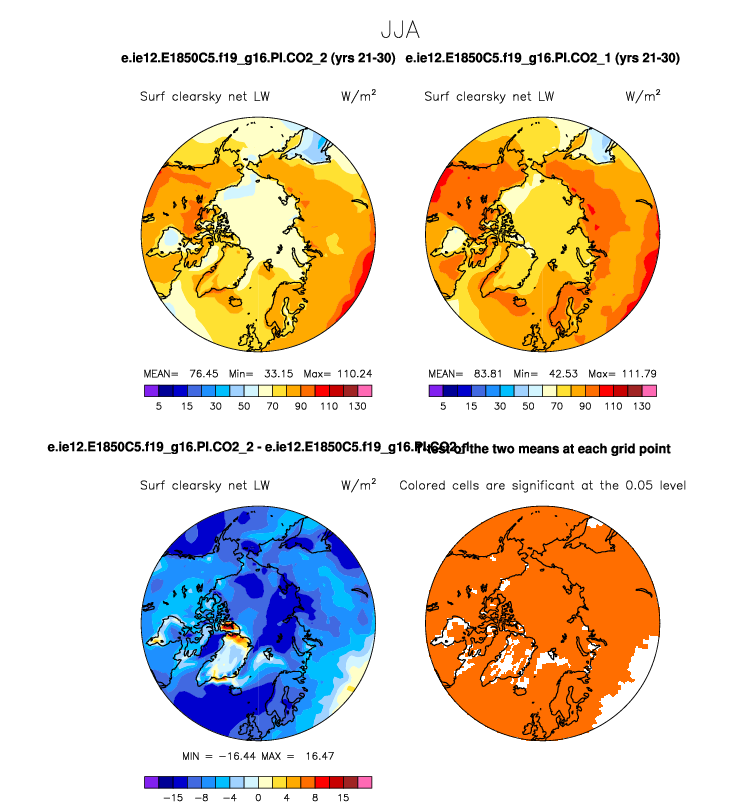 JJA
e.ie12.E1850C5.f19_g16.PI.CO2_2 (yrs 21-30) e.ie12.E1850C5.f19_g16.PI.CO2_1 (yrs 21-30)
Surf clearsky net LW W/m² Surf clearsky net LW W/m²
MEAN= 76.45 Min= 33.15 Max= 110.24 MEAN= 83.81 Min= 42.53 Max= 111.79
5 15 30 50 70 90 110 130 5 15 30 50 70 90 110 130
e.ie12.E1850C5.f19_g16.PI.CO2_2 - e.ie12.E1850C5.f19_g16.PI.CO2_1 T-test of the two means at each grid point
Surf clearsky net LW W/m² Colored cells are significant at the 0.05 level
MIN = −16.44 MAX = 16.47
−15 −8 −4 0 4 8 15